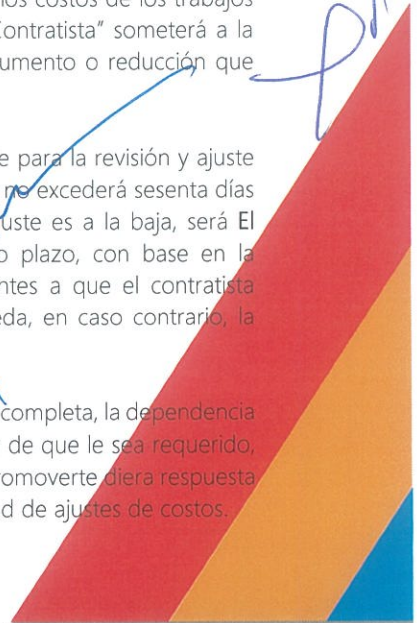 los costos de los trabajos
Contratista" someterá a la
umento o reducción que
e para la revisión y ajuste
no excederá sesenta días
uste es a la baja, será El
o plazo, con base en la
ntes a que el contratista
eda, en caso contrario, la
completa, la dependencia
de que le sea requerido,
romoverte diera respuesta
d de ajustes de costos.